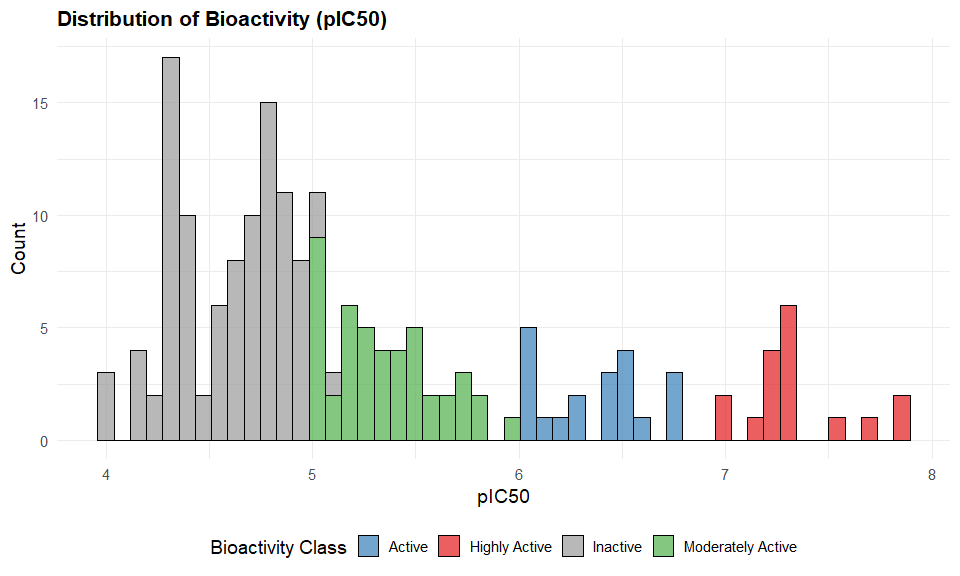 Distribution of Bioactivity (pIC50)
15
10
5
0
Count
4 5 6 7 8
pIC50
Bioactivity Class Active Highly Active Inactive Moderately Active